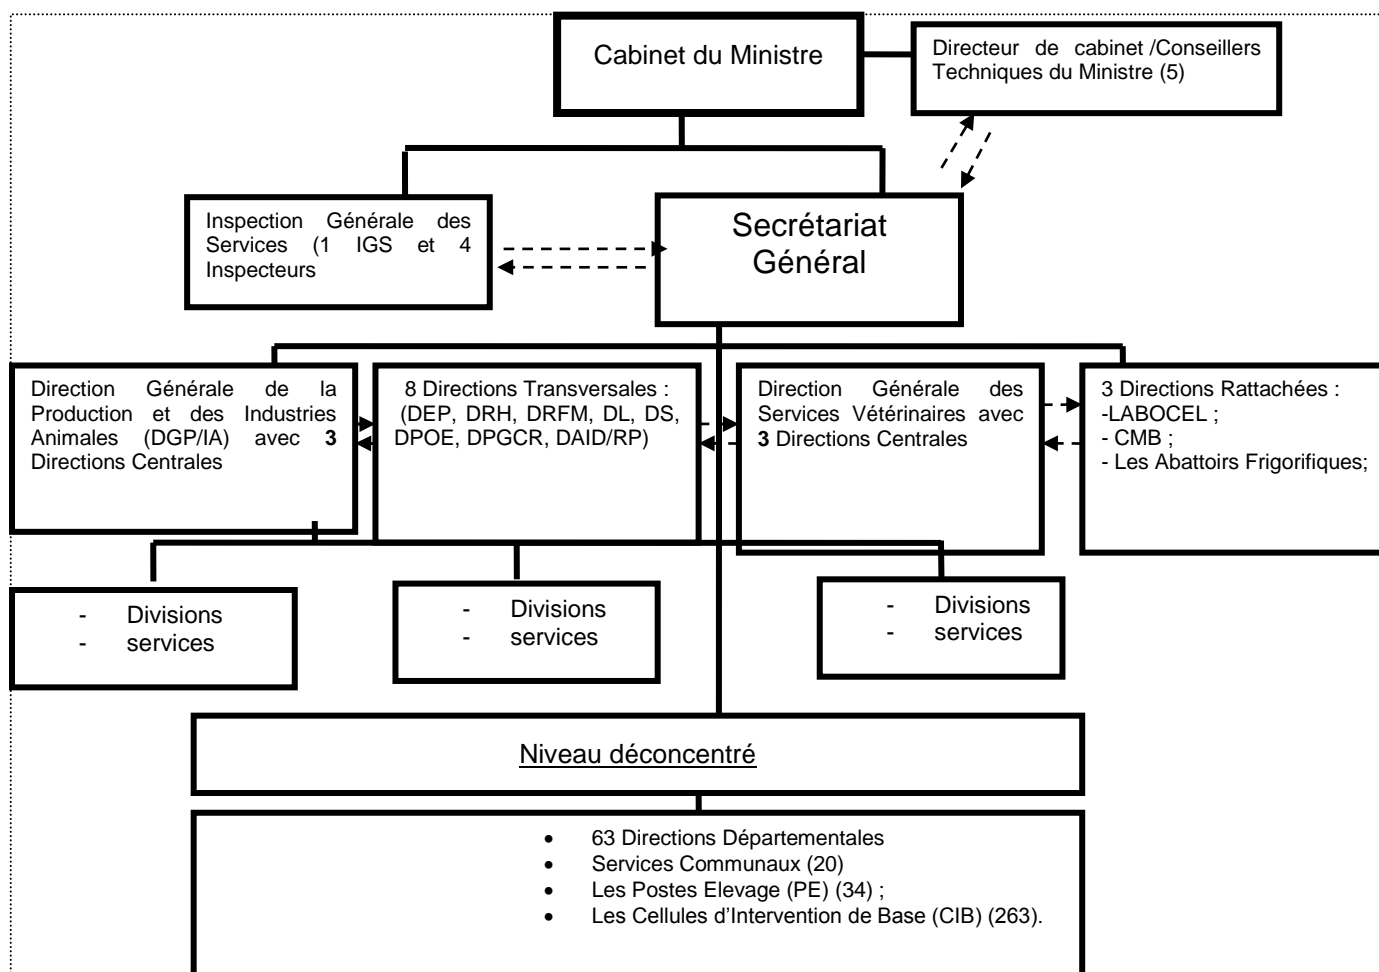 Cabinet du Ministre
Directeur de cabinet /Conseillers
Techniques du Ministre (5)
Inspection Générale des
Services (1 IGS et 4
Inspecteurs
Secrétariat
Général
Direction Générale de la
Production et des Industries
Animales (DGP/IA) avec 3
Directions Centrales
8 Directions Transversales :
(DEP, DRH, DRFM, DL, DS,
DPOE, DPGCR, DAID/RP)
Direction Générale des
Services Vétérinaires avec
3 Directions Centrales
3 Directions Rattachées :
-LABOCEL ;
- CMB ;
- Les Abattoirs Frigorifiques;
- Divisions
- services
- Divisions
- services
- Divisions
- services
Niveau déconcentré
• 63 Directions Départementales
• Services Communaux (20)
• Les Postes Elevage (PE) (34) ;
• Les Cellules d’Intervention de Base (CIB) (263).